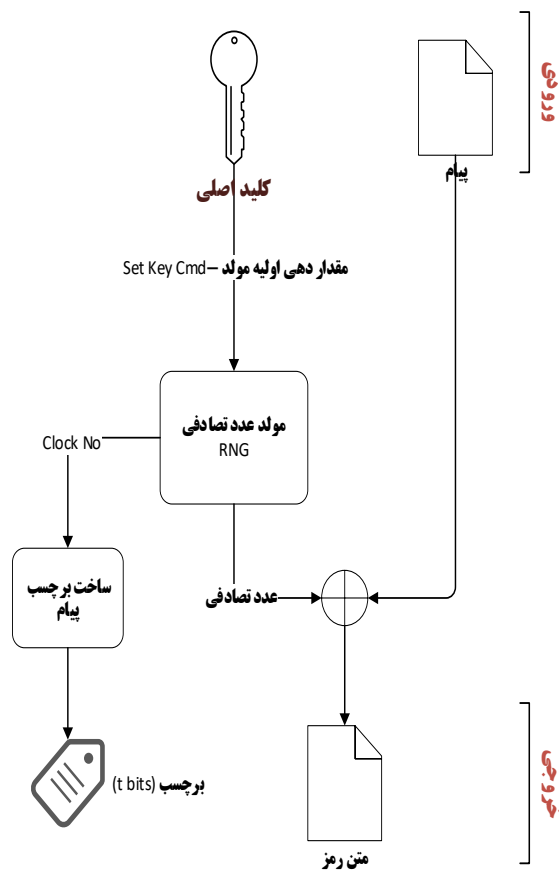 ورودی
پیام
کلید اصلی
مقدار دهی اولیه مولد – Set Key Cmd
مولد عدد تصادفی
RNG
Clock No
ساخت برچسب
پیام
عدد تصادفی
برچسب (t bits)
متن رمز
خروجی